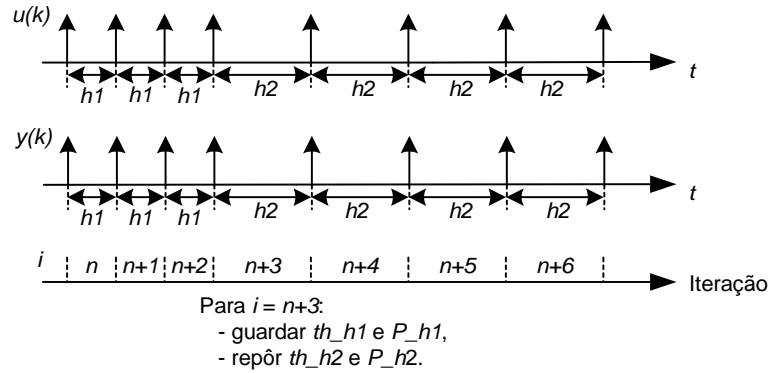 u(k)
h1 h1 h1 h2 h2 h2 h2
t
y(k)
h1 h1 h1 h2 h2 h2 h2
t
i n n+1 n+2 n+3 n+4 n+5 n+6 Iteração
Para i = n+3:
- guardar th_h1 e P_h1,
- repôr th_h2 e P_h2.